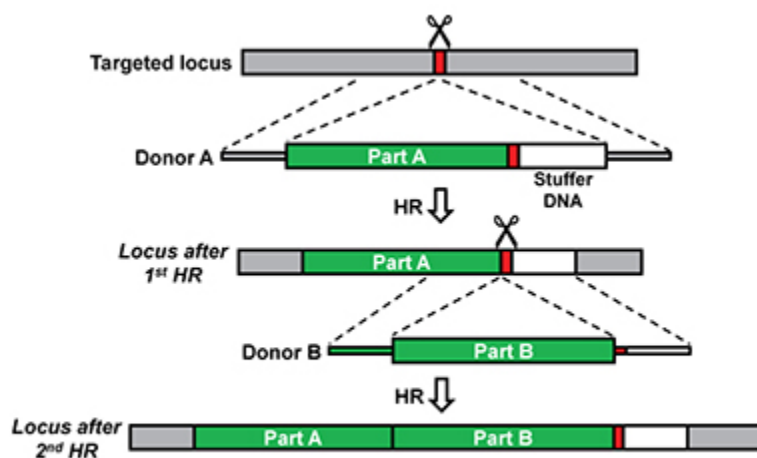 Targeted locus
Donor A
Part A
Stuffer
DNA
HR
Locus after
1st HR
Part A
Donor B
Part B
HR
Locus after
2nd HR
Part A
Part B